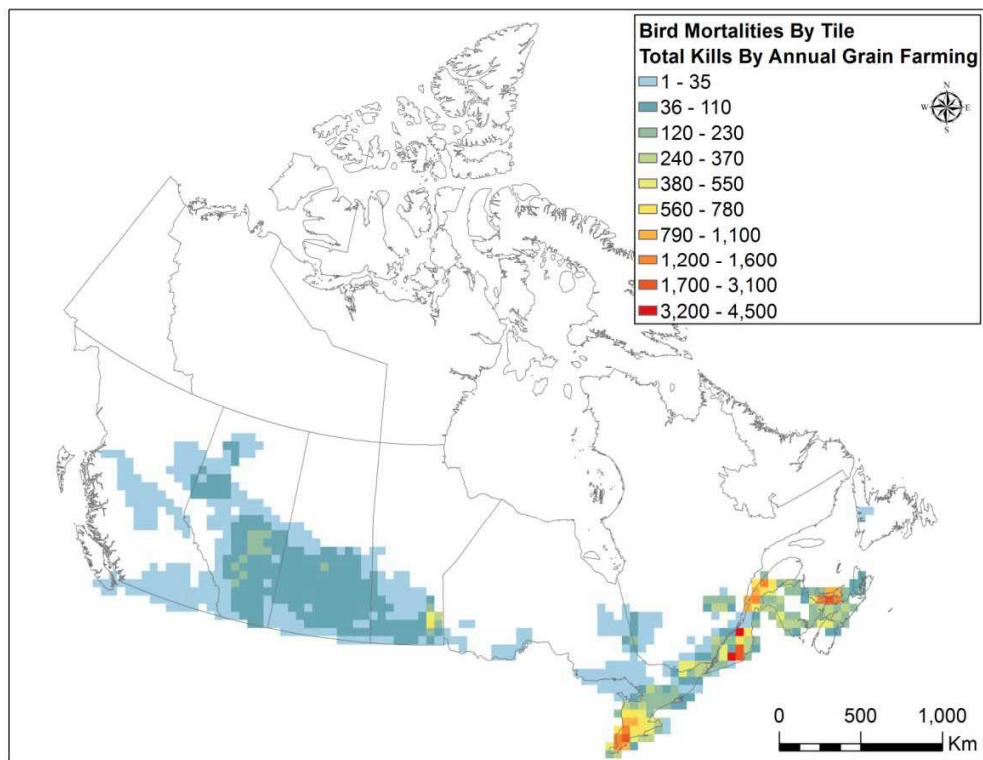 Bird Mortalities By Tile
Total Kills By Annual Grain Farming
1 - 35
36 - 110
120 - 230
240 - 370
380 - 550
560 - 780
790 - 1,100
1,200 - 1,600
1,700 - 3,100
3,200 - 4,500
N
W E
S
0 500 1,000
Km